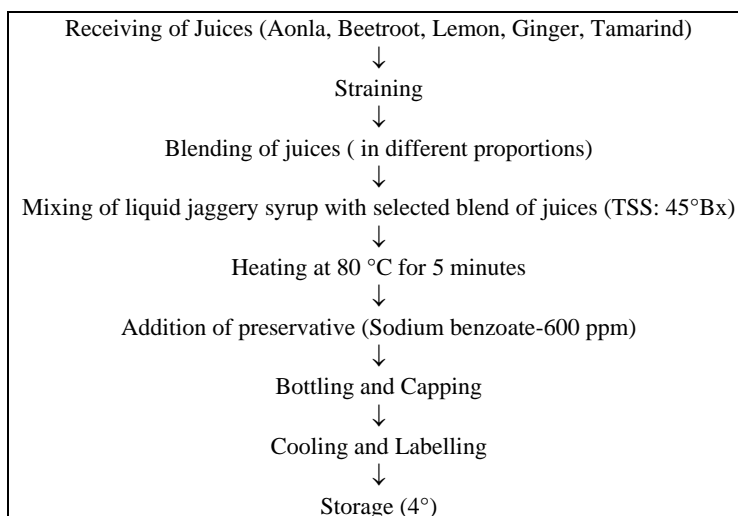 Receiving of Juices (Aonla, Beetroot, Lemon, Ginger, Tamarind)
↓
Straining
↓
Blending of juices ( in different proportions)
↓
Mixing of liquid jaggery syrup with selected blend of juices (TSS: 45°Bx)
↓
Heating at 80 °C for 5 minutes
↓
Addition of preservative (Sodium benzoate-600 ppm)
↓
Bottling and Capping
↓
Cooling and Labelling
↓
Storage (4°)